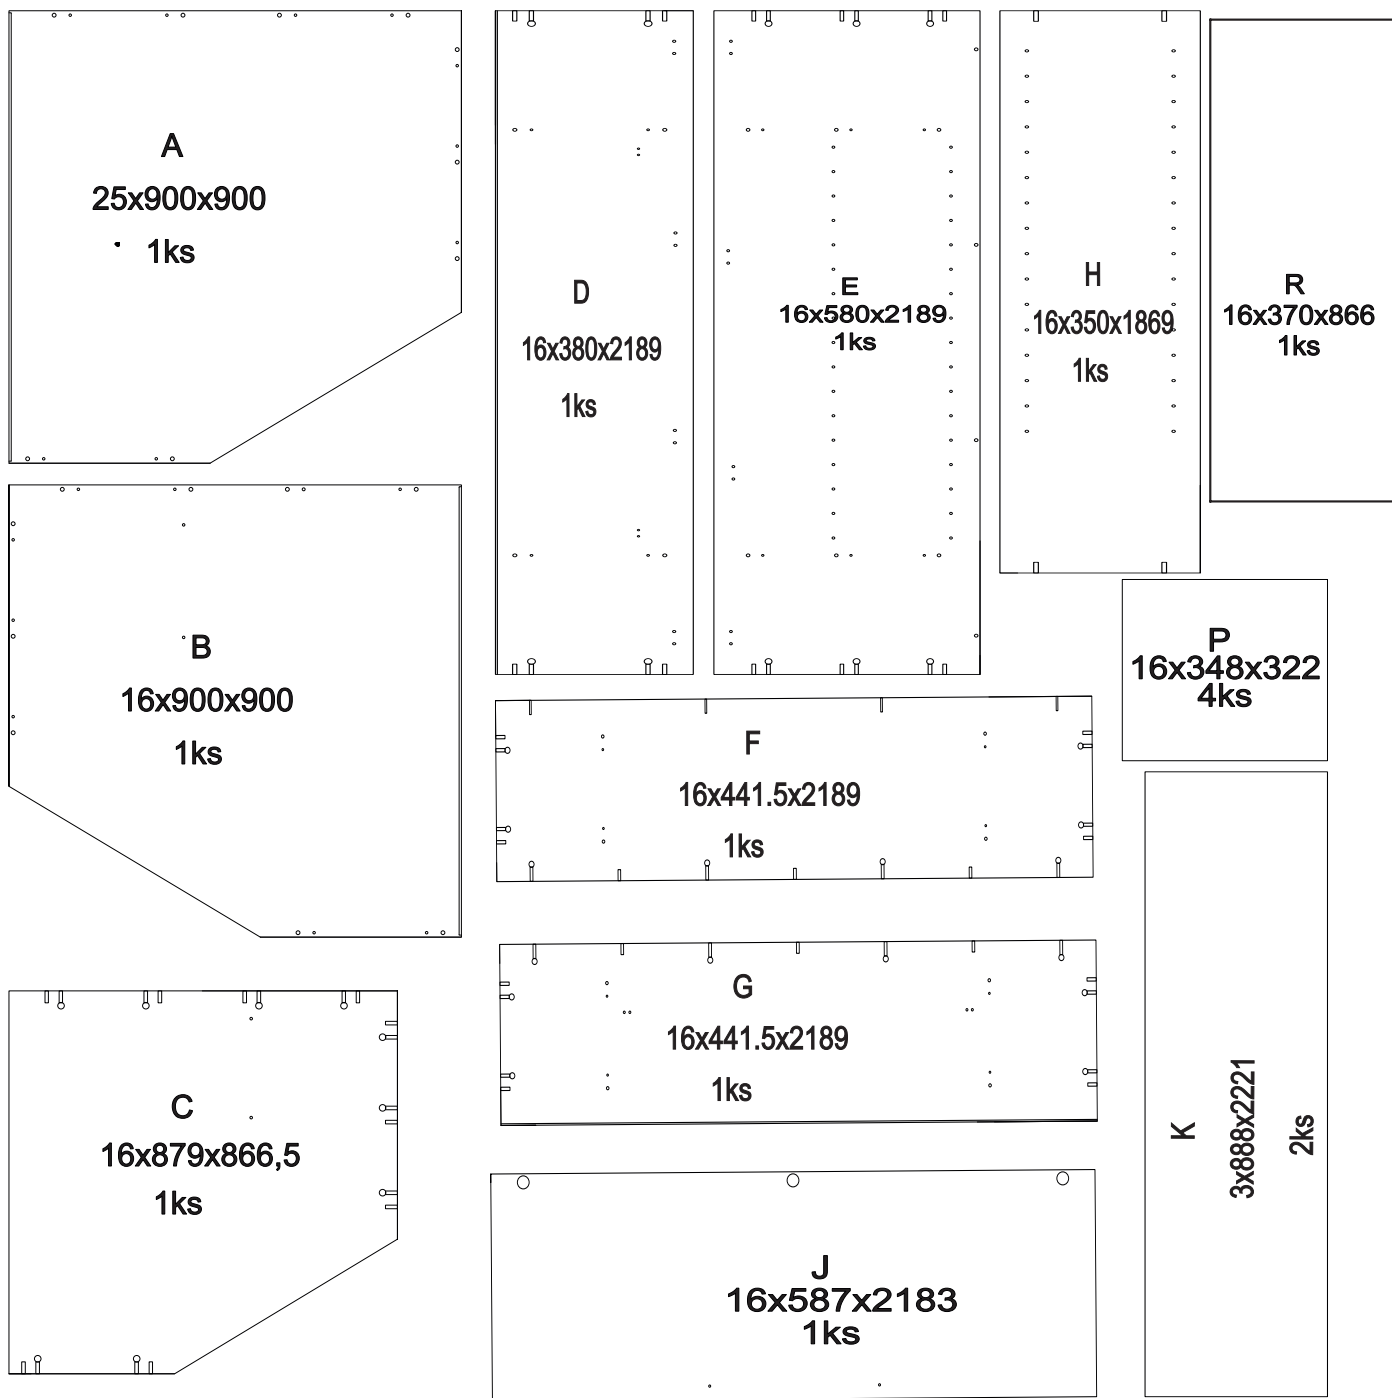 A
25x900x900
1ks
B
16x900x900
1ks
C
16x879x866,5
1ks
D
16x380x2189
1ks
E
16x580x2189
1ks
H
16x350x1869
1ks
R
16x370x866
1ks
P
16x348x322
4ks
F
16x441.5x2189
1ks
G
16x441.5x2189
1ks
J
16x587x2183
1ks
K
3x888x2221
2ks